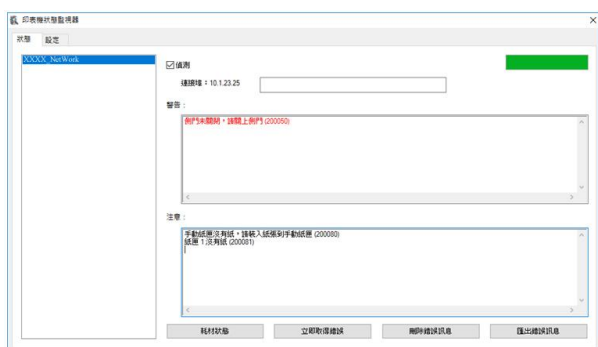 印表機狀態監視器
狀態 設定
XXXX_NetWork
偵測
連接埠：10.1.23.25
警告：
側門未關閉，請關上側門 (200050)
注意：
手動紙匣沒有紙，請裝入紙張到手動紙匣 (200080)
紙匣 1 沒有紙 (200081)
耗材狀態 立即取得錯誤 刪除錯誤訊息 匯出錯誤訊息